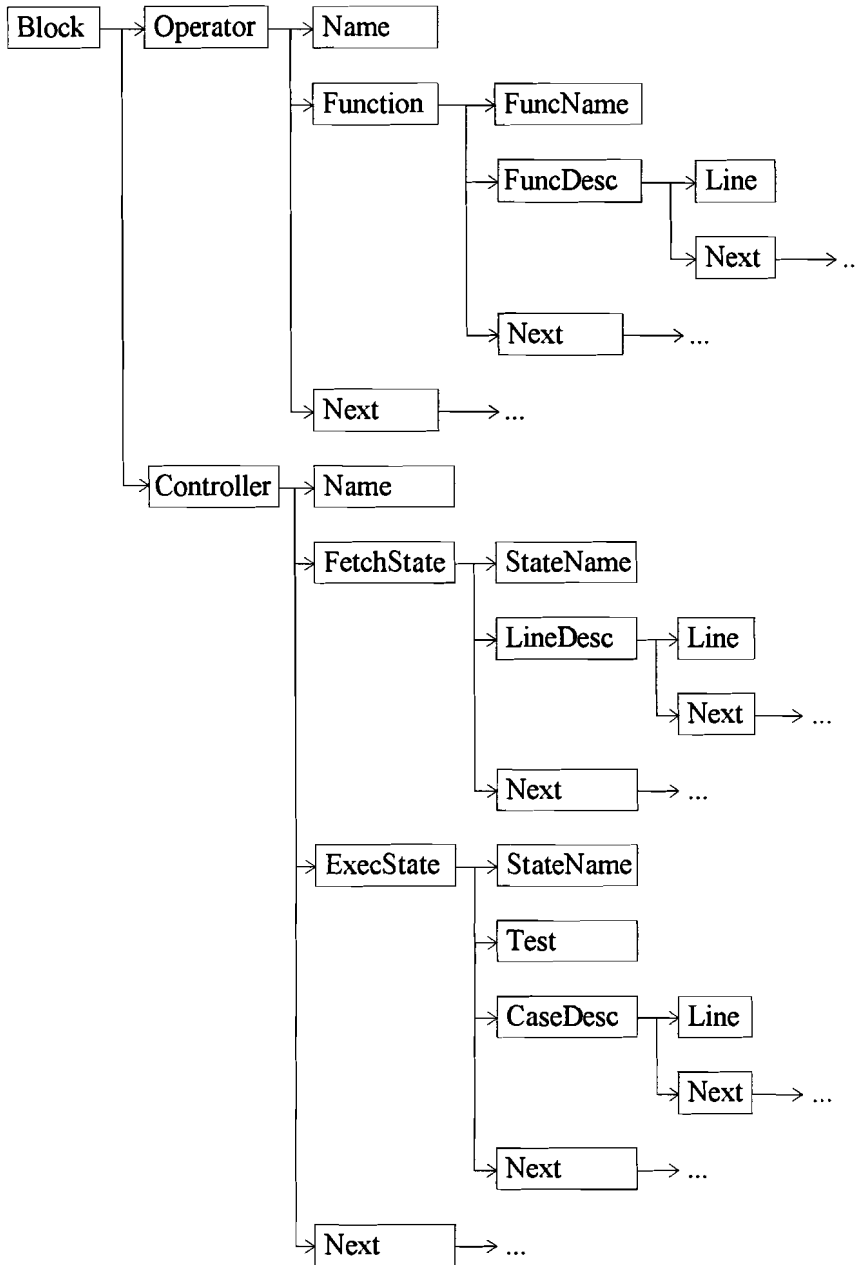 Block Operator Name
Function FuncName
FuncDesc Line
Next ..
Next ...
Next ...
Controller Name
FetchState StateName
LineDesc Line
Next ...
Next ...
ExecState StateName
Test
CaseDesc Line
Next ...
Next ...
Next ...